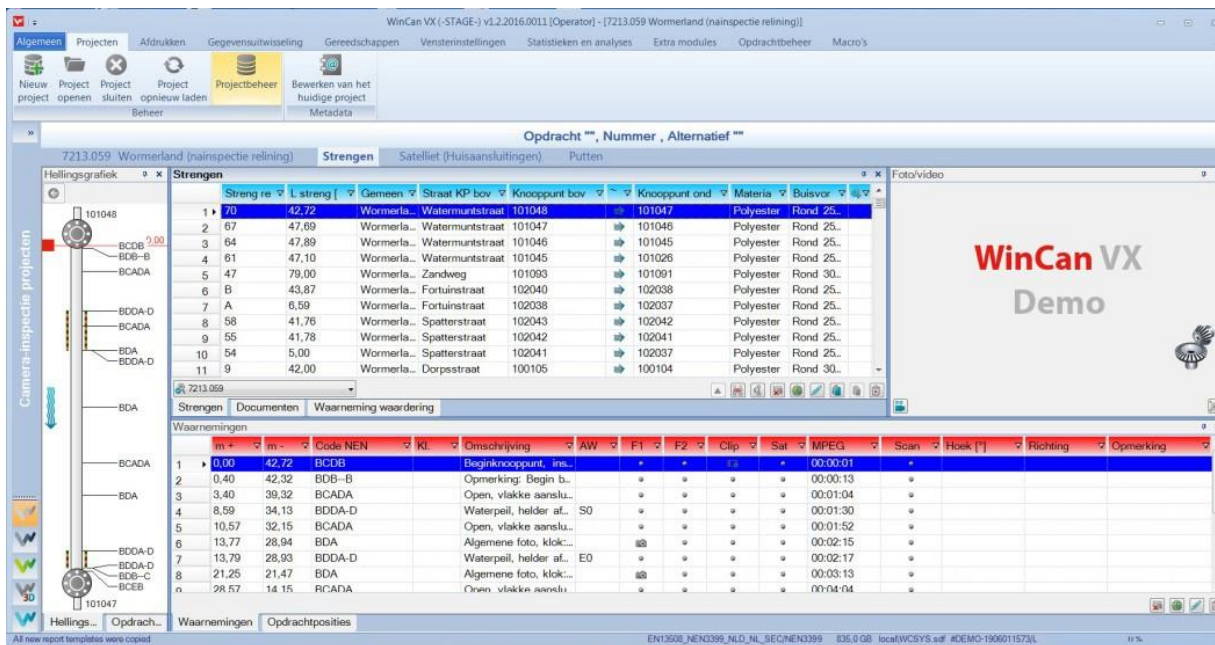 WinCan VX (-STAGE-) v1.2.2016.0011 [Operator] - [7213.059 Wormerland (nainspectie relining)]
Algemeen Projecten Afdrukken Gegevensuitwisseling Gereedschappen Vensterinstellingen Statistieken en analyses Extra modules Opdrachtbeheer Macro's
Nieuw project Project openen Project sluiten Project opnieuw laden Projectbeheer Bewerken van het huidige project
Beheer Metadata
» Opdracht "", Nummer , Alternatief ""
7213.059 Wormerland (nainspectie relining) Strengen Satelliet (Huisaansluitingen) Putten
Camera-inspectie projecten
Hellingsgrafiek
101048
0,00
BCDB
BDB--B
BCADA
BDDA-D
BCADA
BDA
BDDA-D
BDA
BCADA
BDA
BDDA-D
BDDA-D
BDB--C
BCEB
101047
Hellings... Opdrach...
Strengen
Streng re L streng [ Gemeen Straat KP bov Knooppunt bov ~ Knooppunt ond Materia Buisvor
1 70 42,72 Wormerla... Watermuntstraat 101048 101047 Polyester Rond 25...
2 67 47,69 Wormerla... Watermuntstraat 101047 101046 Polyester Rond 25...
3 64 47,89 Wormerla... Watermuntstraat 101046 101045 Polyester Rond 25...
4 61 47,10 Wormerla... Watermuntstraat 101045 101026 Polyester Rond 25...
5 47 79,00 Wormerla... Zandweg 101093 101091 Polyester Rond 30...
6 B 43,87 Wormerla... Fortuinstraat 102040 102038 Polyester Rond 25...
7 A 6,59 Wormerla... Fortuinstraat 102038 102037 Polyester Rond 25...
8 58 41,76 Wormerla... Spatterstraat 102043 102042 Polyester Rond 25...
9 55 41,78 Wormerla... Spatterstraat 102042 102041 Polyester Rond 25...
10 54 5,00 Wormerla... Spatterstraat 102041 102037 Polyester Rond 25...
11 9 42,00 Wormerla... Dorpsstraat 100105 100104 Polyester Rond 30...
7213.059
Strengen Documenten Waarneming waardering
Foto/video
WinCan VX
Demo
Waarnemingen
m + m - Code NEN Kl. Omschrijving AW F1 F2 Clip Sat MPEG Scan Hoek [°] Richting Opmerking
1 0,00 42,72 BCDB Beginknooppunt, ins... 00:00:01
2 0,40 42,32 BDB--B Opmerking: Begin b... 00:00:13
3 3,40 39,32 BCADA Open, vlakke aanslu... 00:01:04
4 8,59 34,13 BDDA-D Waterpeil, helder af... S0 00:01:30
5 10,57 32,15 BCADA Open, vlakke aanslu... 00:01:52
6 13,77 28,94 BDA Algemene foto, klok:... 00:02:15
7 13,79 28,93 BDDA-D Waterpeil, helder af... E0 00:02:17
8 21,25 21,47 BDA Algemene foto, klok:... 00:03:13
9 28,57 14,15 BCADA Open, vlakke aanslu... 00:04:04
Waarnemingen Opdrachtposities
3D
All new report templates were copied EN13508_NEN3399_NLD_NL_SEC/NEN3399 835.0 GB local\WCSYS.sdf #DEMO-1906011573/L